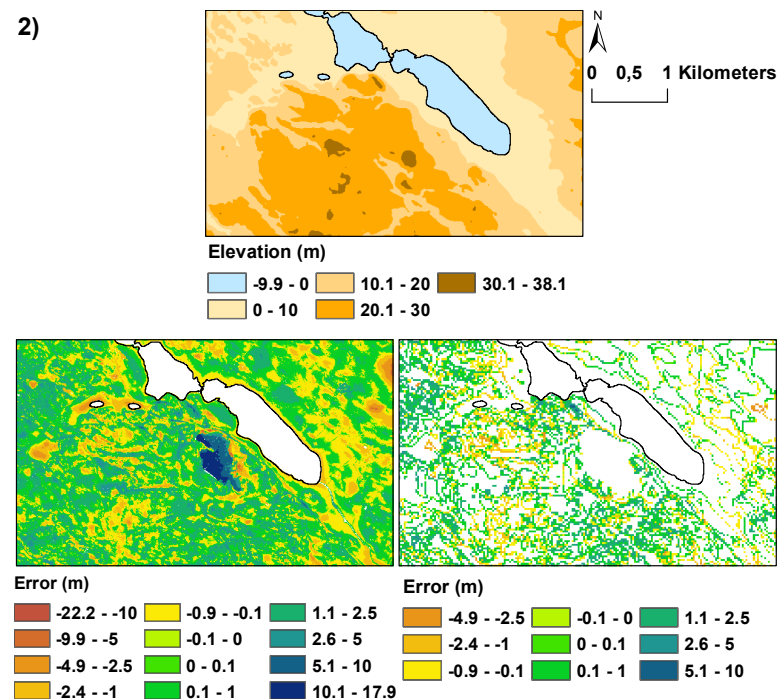 2)
N
0 0,5 1 Kilometers
Elevation (m)
-9.9 - 0 10.1 - 20 30.1 - 38.1
0 - 10 20.1 - 30
Error (m)
-22.2 - -10 -0.9 - -0.1 1.1 - 2.5
-9.9 - -5 -0.1 - 0 2.6 - 5
-4.9 - -2.5 0 - 0.1 5.1 - 10
-2.4 - -1 0.1 - 1 10.1 - 17.9
Error (m)
-4.9 - -2.5 -0.1 - 0 1.1 - 2.5
-2.4 - -1 0 - 0.1 2.6 - 5
-0.9 - -0.1 0.1 - 1 5.1 - 10